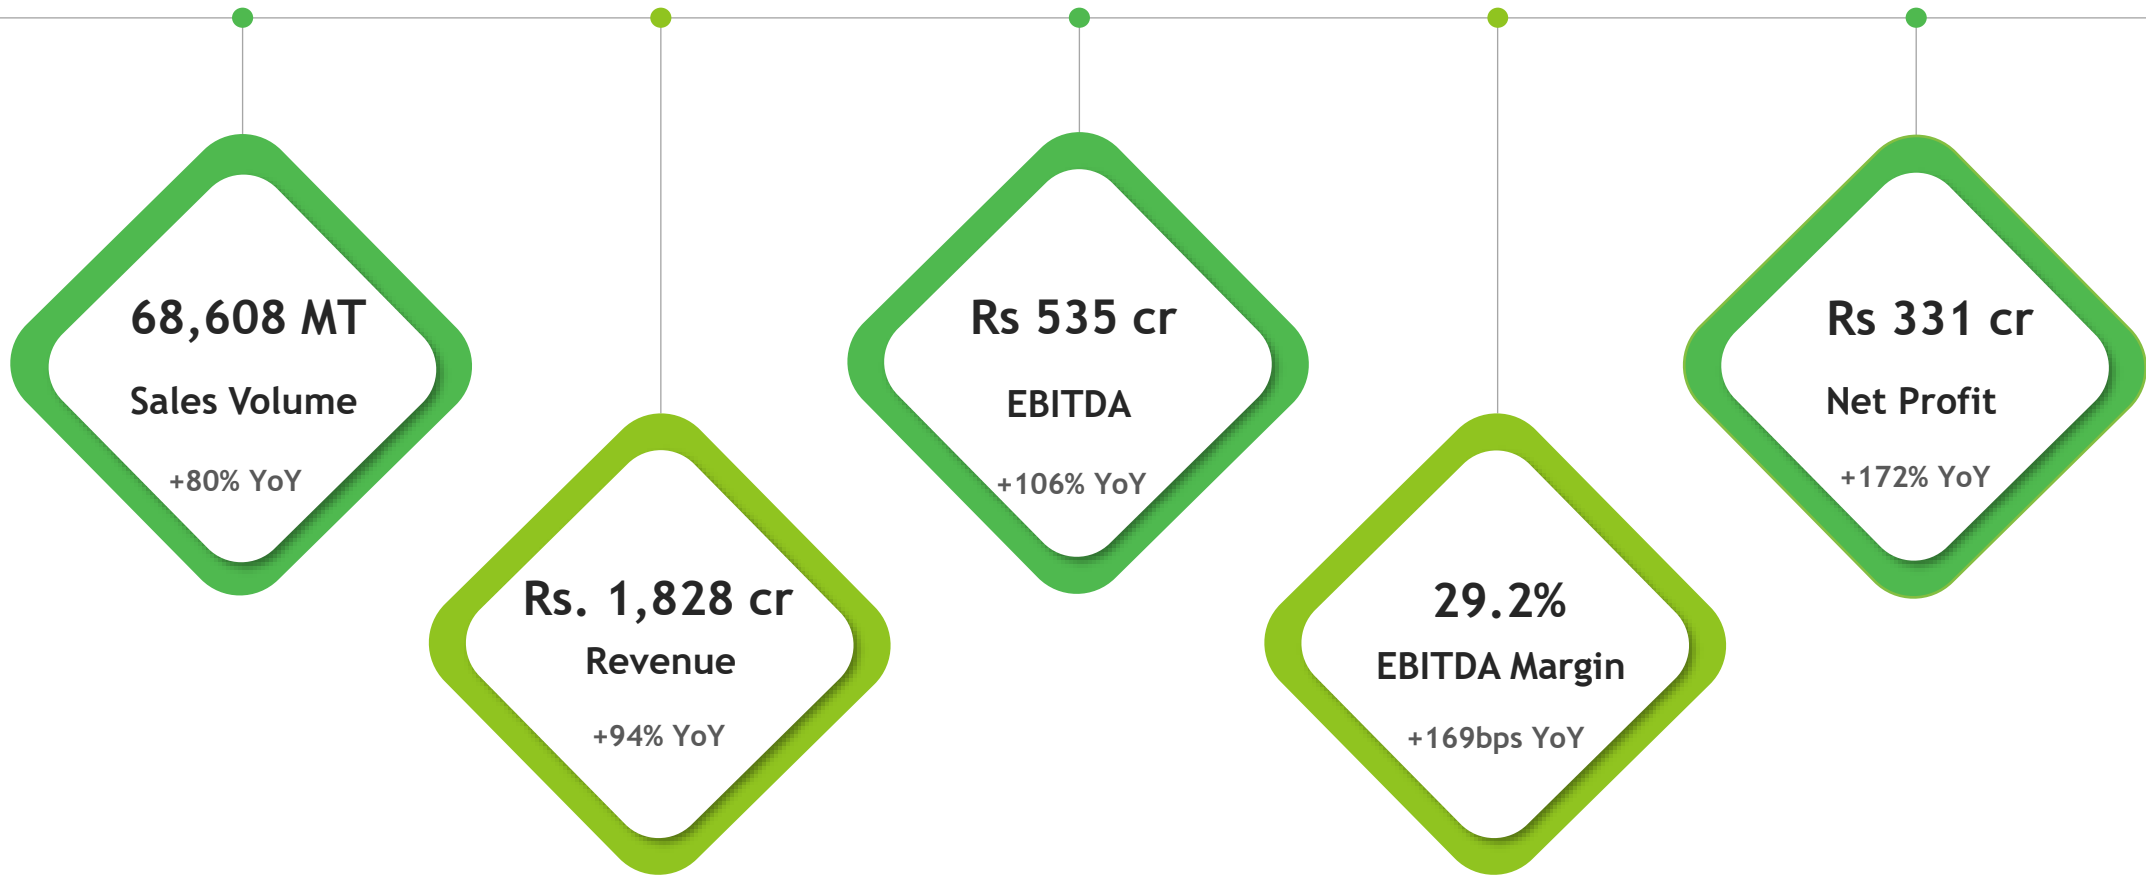 68,608 MT
Sales Volume
+80% YoY
Rs. 1,828 cr
Revenue
+94% YoY
Rs 535 cr
EBITDA
+106% YoY
29.2%
EBITDA Margin
+169bps YoY
Rs 331 cr
Net Profit
+172% YoY